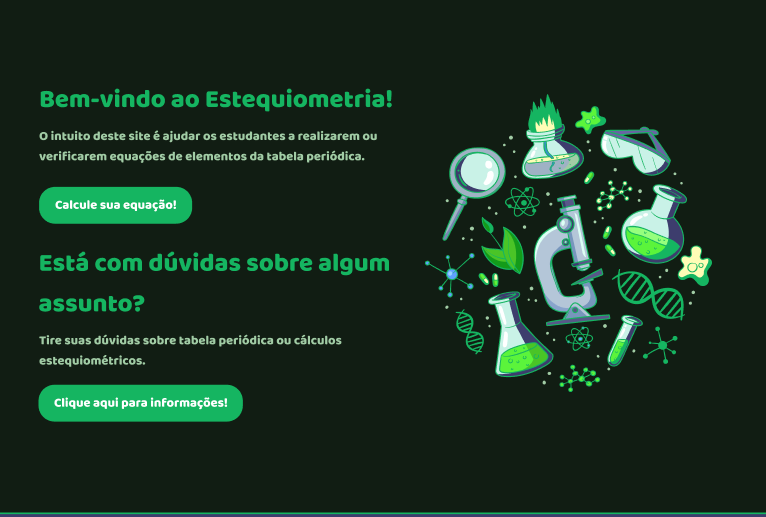 Bem-vindo ao Estequiometria!
O intuito deste site é ajudar os estudantes a realizarem ou
verificarem equações de elementos da tabela periódica.
Calcule sua equação!
Está com dúvidas sobre algum
assunto?
Tire suas dúvidas sobre tabela periódica ou cálculos
estequiométricos.
Clique aqui para informações!